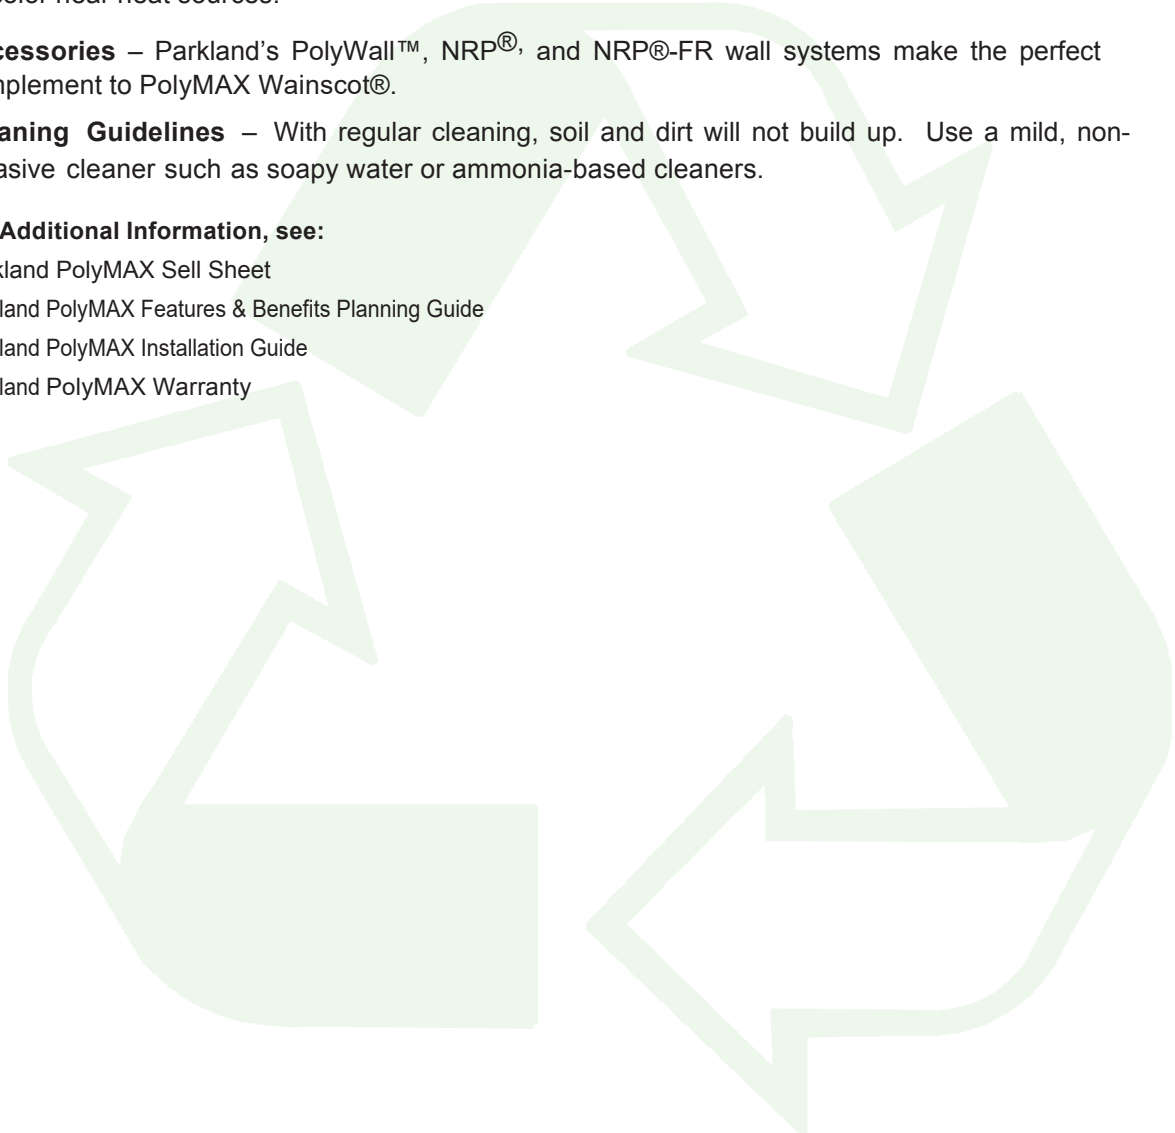 color near heat sources.
cessories – Parkland’s PolyWall™, NRP®, and NRP®-FR wall systems make the perfect
mplement to PolyMAX Wainscot®.
aning Guidelines – With regular cleaning, soil and dirt will not build up. Use a mild, non-
asive cleaner such as soapy water or ammonia-based cleaners.
Additional Information, see:
kland PolyMAX Sell Sheet
land PolyMAX Features & Benefits Planning Guide
land PolyMAX Installation Guide
land PolyMAX Warranty